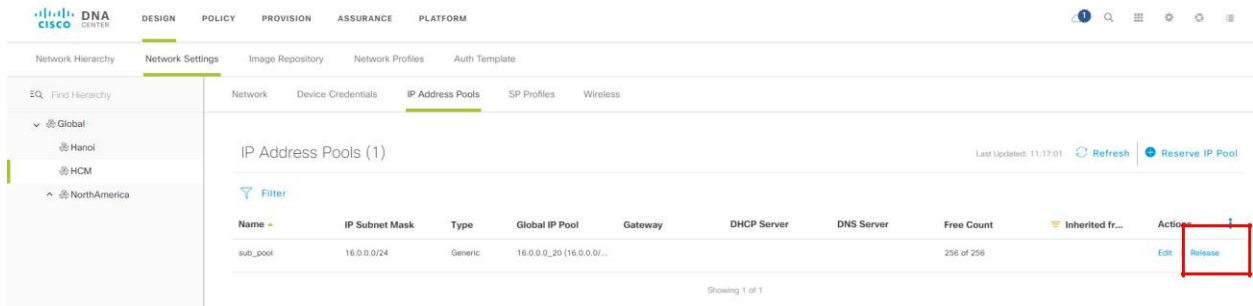 CISCO DNA CENTER DESIGN POLICY PROVISION ASSURANCE PLATFORM 1
Network Hierarchy Network Settings Image Repository Network Profiles Auth Template
EQ Find Hierarchy Network Device Credentials IP Address Pools SP Profiles Wireless
Global
Hanoi
HCM
NorthAmerica
IP Address Pools (1) Last Updated: 11:17:01 Refresh Reserve IP Pool
Filter
Name IP Subnet Mask Type Global IP Pool Gateway DHCP Server DNS Server Free Count Inherited fr... Actions
sub_pool 16.0.0.0/24 Generic 16.0.0.0_20 (16.0.0.0/... 256 of 256 Edit Release
Showing 1 of 1